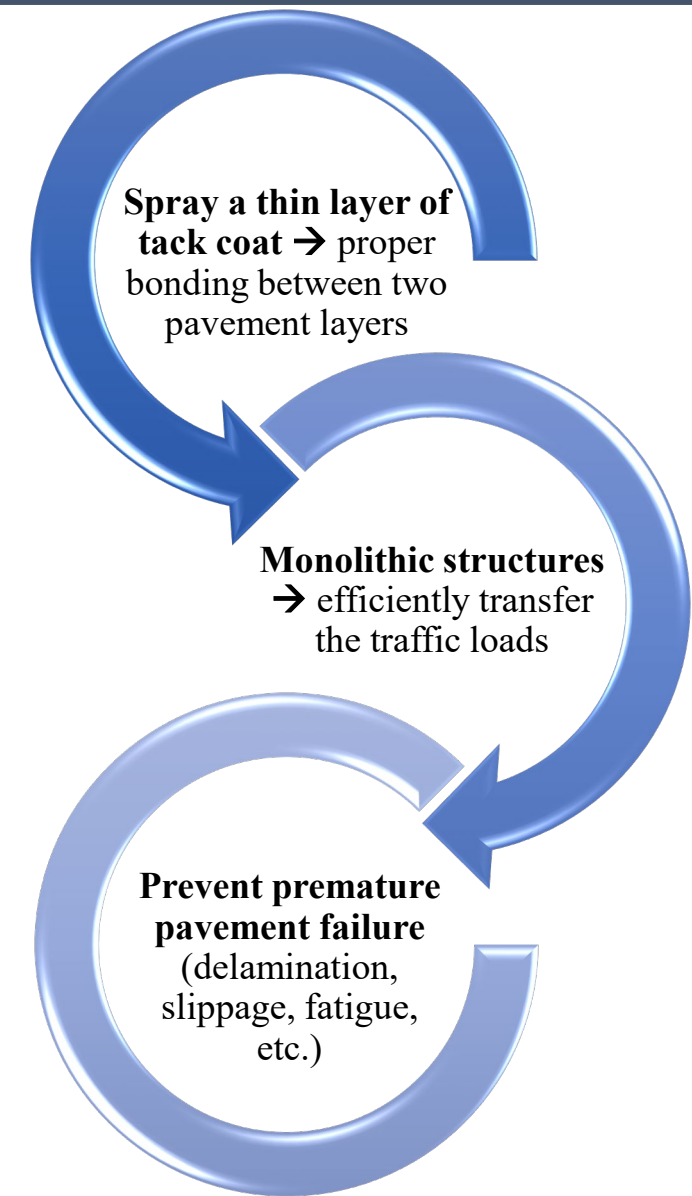 Spray a thin layer of
tack coat → proper
bonding between two
pavement layers
Monolithic structures
→ efficiently transfer
the traffic loads
Prevent premature
pavement failure
(delamination,
slippage, fatigue,
etc.)